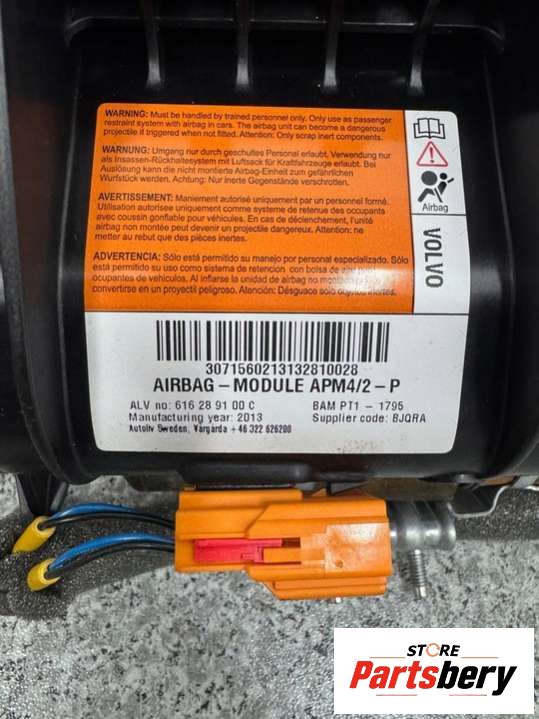 WARNING: Must be handled by trained personnel only. Only use as passenger
restraint system with airbag in cars. The airbag unit can become a dangerous
projectile if triggered when not fitted. Attention: Only scrap inert components.
WARNUNG: Umgang nur durch geschultes Personal erlaubt. Verwendung nur
als Insassen-Rückhaltesystem mit Luftsack für Kraftfahrzeuge erlaubt. Bei
Auslösung kann die nicht montierte Airbag-Einheit zum gefährlichen
Wurfstück werden. Achtung: Nur inerte Gegenstände verschrotten.
AVERTISSEMENT: Maniement autorisé uniquement par un personnel formé.
Utilisation autorisée uniquement comme système de retenue des occupants
avec coussin gonflable pour véhicules. En cas de déclenchement, l'unité
airbag non montée peut devenir un projectile dangereux. Attention: ne
mettre au rebut que des pièces inertes.
ADVERTENCIA: Sólo está permitido su manejo por personal especializado. Sólo
está permitido su uso como sistema de retención con bolsa de aire para
ocupantes de vehículos. Al inflarse la unidad de airbag no montada
convertirse en un proyectil peligroso. Atención: Desguace solo objetos inertes.
Airbag
VOLVO
3071560213132810028
AIRBAG-MODULE APM4/2-P
ALV no: 616 28 91 00 C
BAM PT1 - 1795
Manufacturing year: 2013
Supplier code: BJQRA
Autoliv Sweden, Vargarda +46 322 626200
STORE
Partsbery